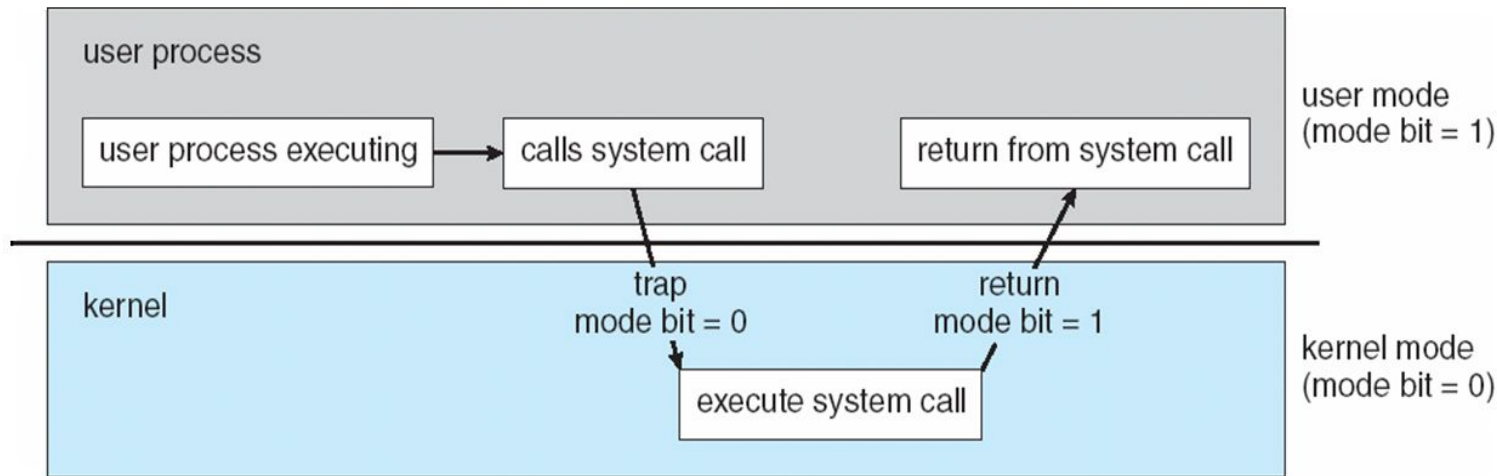 user process
user process executing
calls system call
return from system call
user mode
(mode bit = 1)
kernel
trap
mode bit = 0
return
mode bit = 1
execute system call
kernel mode
(mode bit = 0)